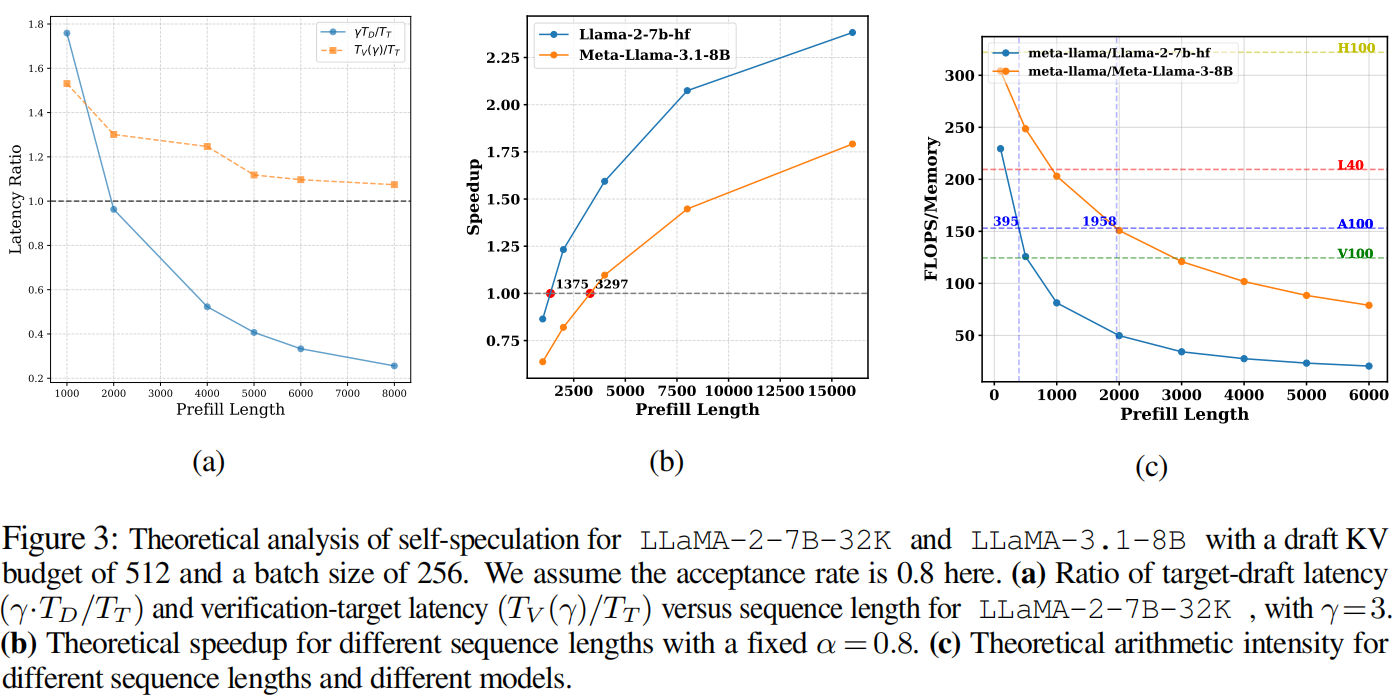 1.8
1.6
1.4
1.2
1.0
0.8
0.6
0.4
0.2
Latency Ratio
γT_D/T_T
T_V(γ)/T_T
1000 2000 3000 4000 5000 6000 7000 8000
Prefill Length
(a)
2.25
2.00
1.75
1.50
1.25
1.00
0.75
Speedup
Llama-2-7b-hf
Meta-Llama-3.1-8B
1375 3297
2500 5000 7500 10000 12500 15000
Prefill Length
(b)
300
250
200
150
100
50
FLOPS/Memory
meta-llama/Llama-2-7b-hf
meta-llama/Meta-Llama-3-8B
H100
L40
A100
V100
395
1958
0 1000 2000 3000 4000 5000 6000
Prefill Length
(c)
Figure 3: Theoretical analysis of self-speculation for LLaMA-2-7B-32K and LLaMA-3.1-8B with a draft KV
budget of 512 and a batch size of 256. We assume the acceptance rate is 0.8 here. (a) Ratio of target-draft latency
(γ·T_D/T_T) and verification-target latency (T_V(γ)/T_T) versus sequence length for LLaMA-2-7B-32K , with γ=3.
(b) Theoretical speedup for different sequence lengths with a fixed α=0.8. (c) Theoretical arithmetic intensity for
different sequence lengths and different models.